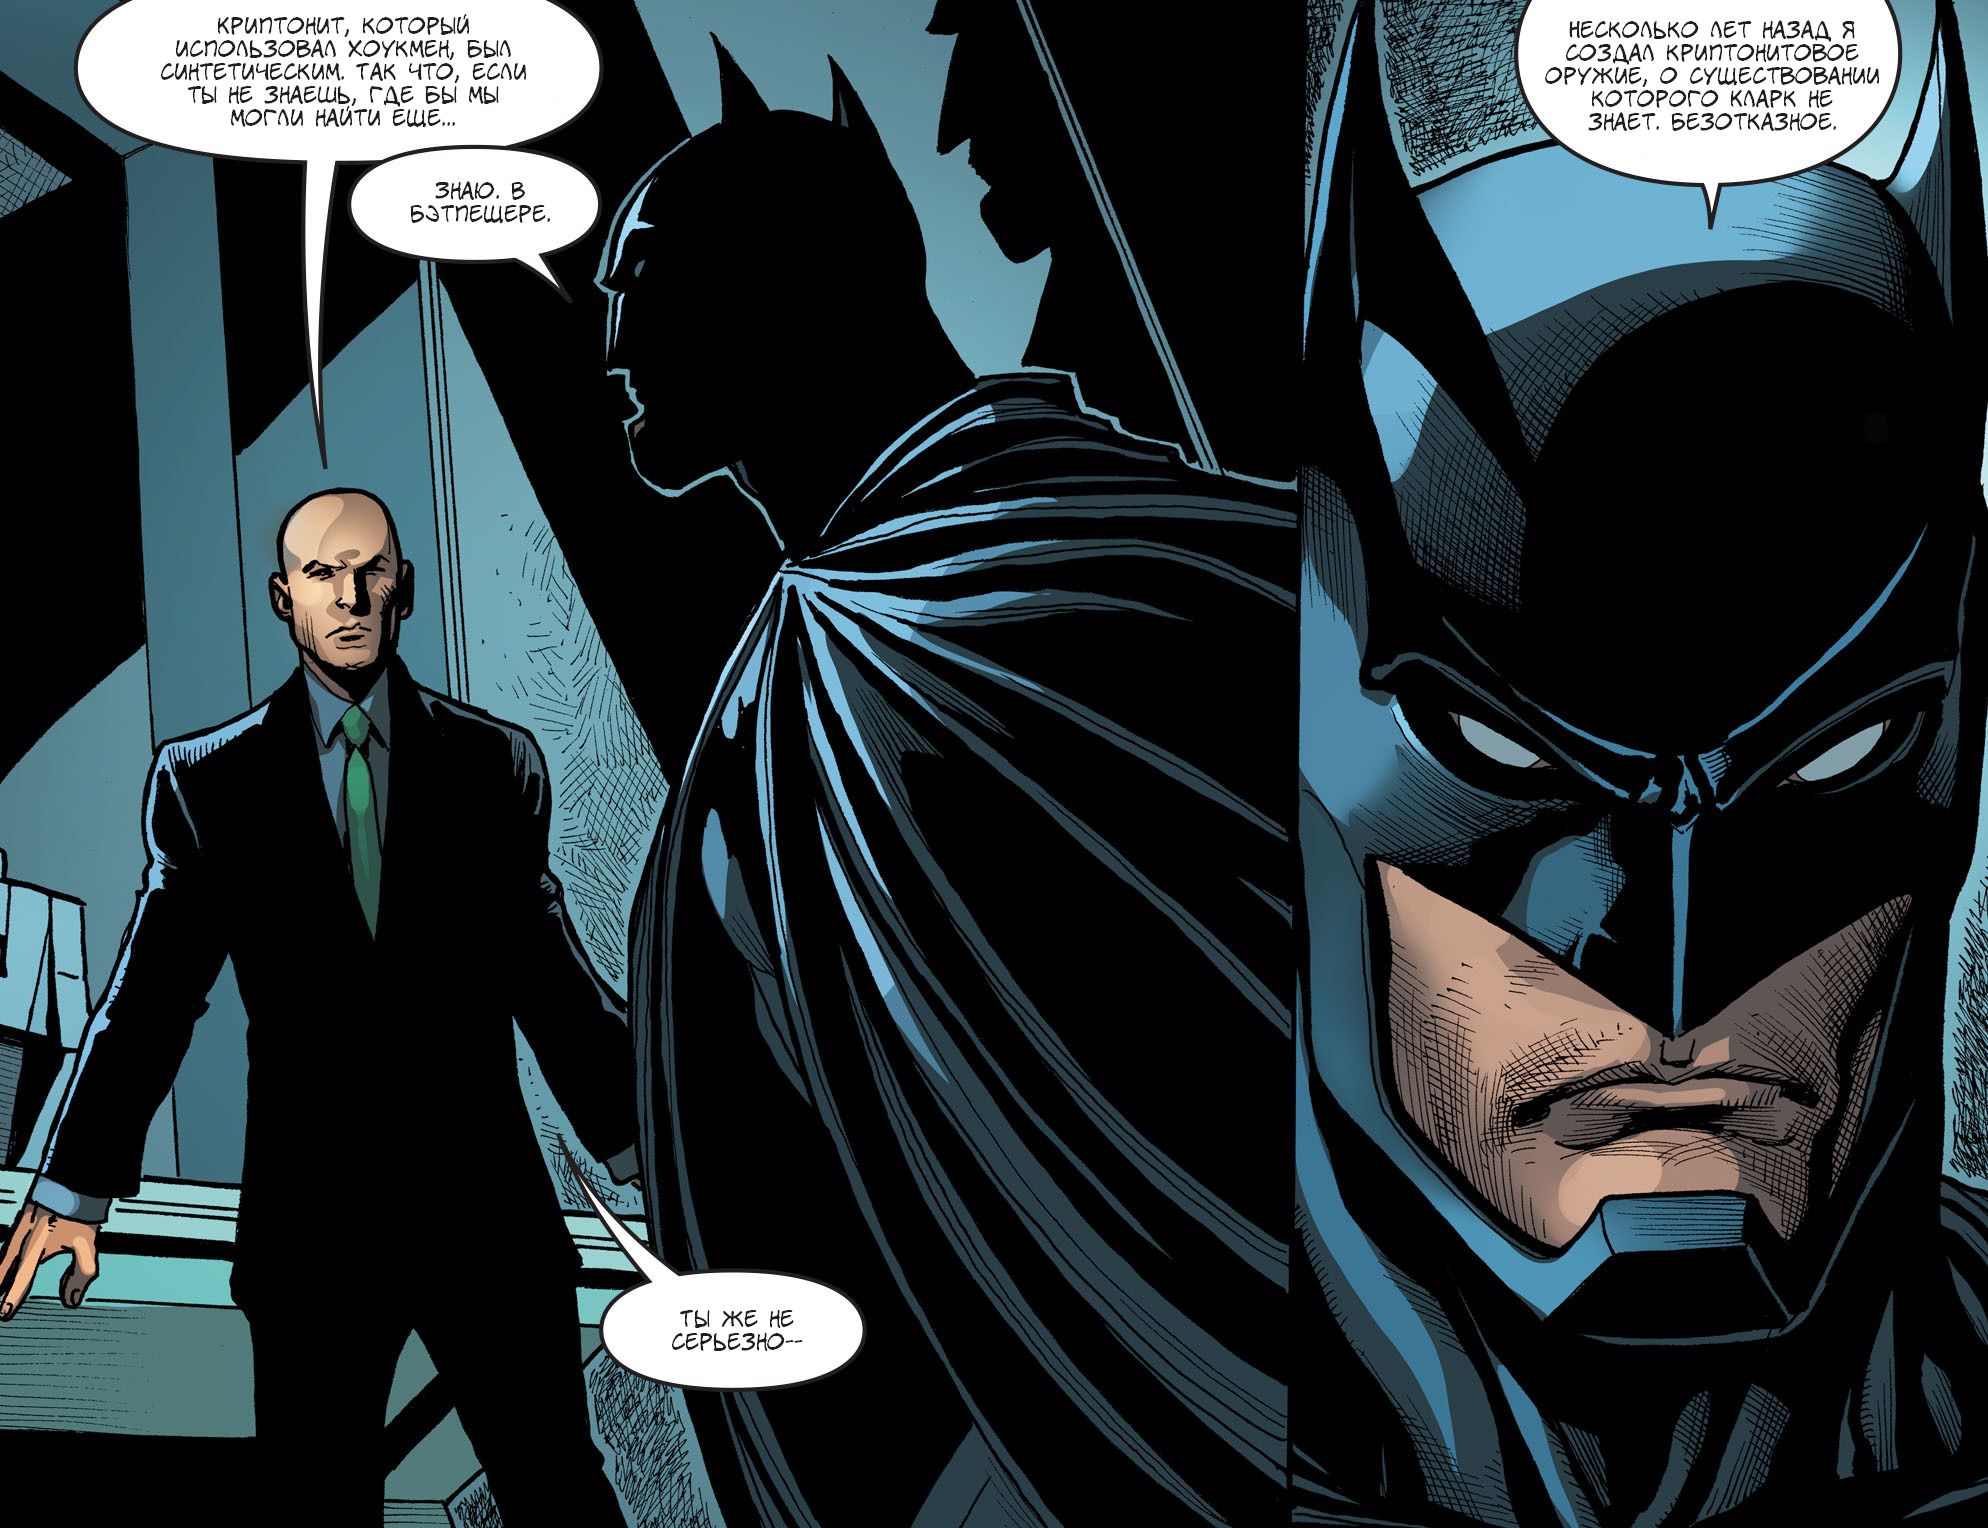 КРИПТОНИТ, КОТОРЫЙ
ИСПОЛЬЗОВАЛ ХОУКМЕН, БЫЛ
СИНТЕТИЧЕСКИМ. ТАК ЧТО, ЕСЛИ
ТЫ НЕ ЗНАЕШЬ, ГДЕ БЫ МЫ
МОГЛИ НАЙТИ ЕЩЕ...
ЗНАЮ. В
БЭТПЕЩЕРЕ.
ТЫ ЖЕ НЕ
СЕРЬЕЗНО--
НЕСКОЛЬКО ЛЕТ НАЗАД Я
СОЗДАЛ КРИПТОНИТОВОЕ
ОРУЖИЕ, О СУЩЕСТВОВАНИИ
КОТОРОГО КЛАРК НЕ
ЗНАЕТ. БЕЗОТКАЗНОЕ.